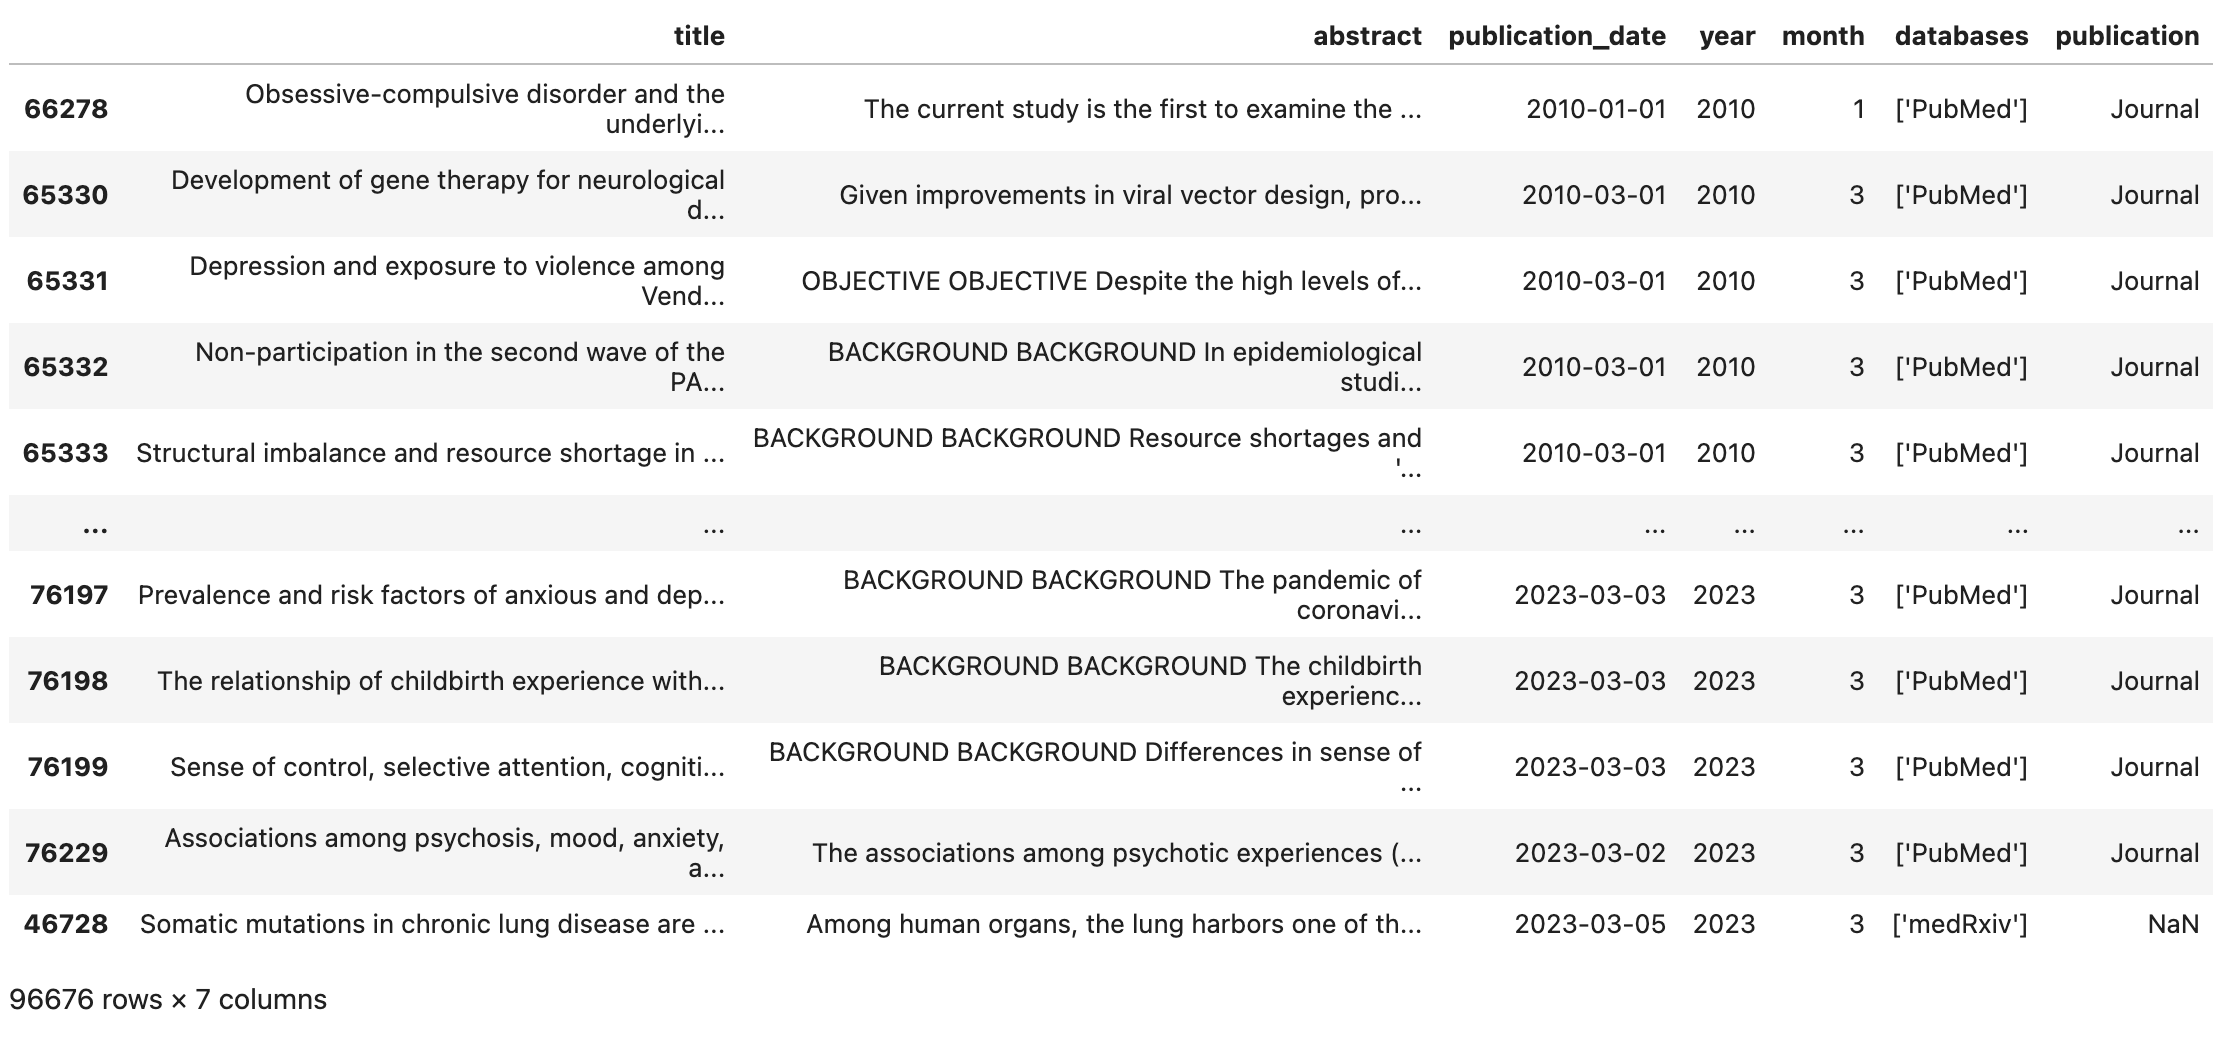 title abstract publication_date year month databases publication
66278 Obsessive-compulsive disorder and the underlyi... The current study is the first to examine the ... 2010-01-01 2010 1 ['PubMed'] Journal
65330 Development of gene therapy for neurological d... Given improvements in viral vector design, pro... 2010-03-01 2010 3 ['PubMed'] Journal
65331 Depression and exposure to violence among Vend... OBJECTIVE OBJECTIVE Despite the high levels of... 2010-03-01 2010 3 ['PubMed'] Journal
65332 Non-participation in the second wave of the PA... BACKGROUND BACKGROUND In epidemiological studi... 2010-03-01 2010 3 ['PubMed'] Journal
65333 Structural imbalance and resource shortage in ... BACKGROUND BACKGROUND Resource shortages and '... 2010-03-01 2010 3 ['PubMed'] Journal
... ... ... ... ... ... ... ...
76197 Prevalence and risk factors of anxious and dep... BACKGROUND BACKGROUND The pandemic of coronavi... 2023-03-03 2023 3 ['PubMed'] Journal
76198 The relationship of childbirth experience with... BACKGROUND BACKGROUND The childbirth experienc... 2023-03-03 2023 3 ['PubMed'] Journal
76199 Sense of control, selective attention, cogniti... BACKGROUND BACKGROUND Differences in sense of ... 2023-03-03 2023 3 ['PubMed'] Journal
76229 Associations among psychosis, mood, anxiety, a... The associations among psychotic experiences (... 2023-03-02 2023 3 ['PubMed'] Journal
46728 Somatic mutations in chronic lung disease are ... Among human organs, the lung harbors one of th... 2023-03-05 2023 3 ['medRxiv'] NaN
96676 rows × 7 columns